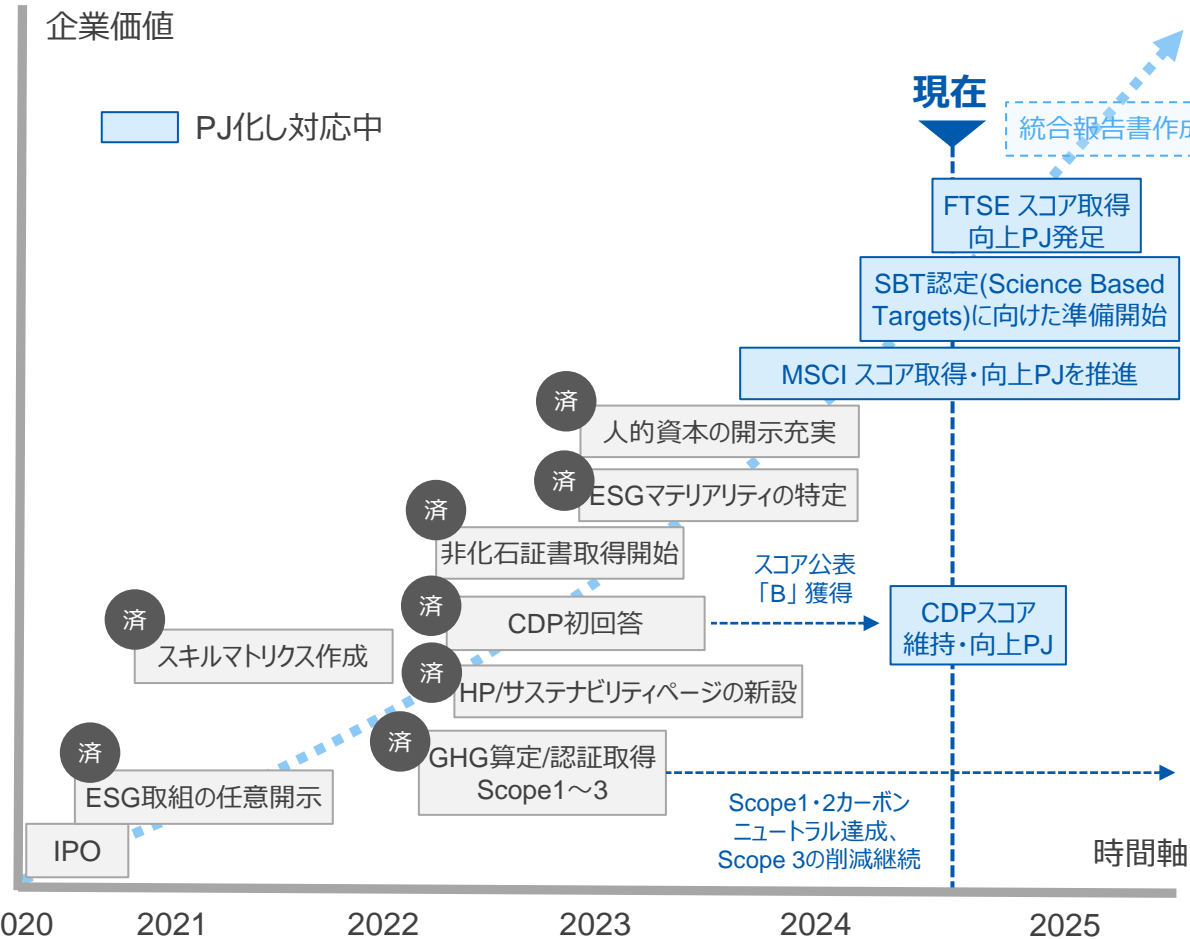 企業価値
PJ化し対応中
現在
統合報告書作成
FTSE スコア取得
向上PJ発足
SBT認定(Science Based
Targets)に向けた準備開始
MSCI スコア取得・向上PJを推進
済
人的資本の開示充実
済
ESGマテリアリティの特定
済
非化石証書取得開始
スコア公表
「B」獲得
済
CDP初回答
CDPスコア
維持・向上PJ
済
スキルマトリクス作成
済
HP/サステナビリティページの新設
済
GHG算定/認証取得
Scope1～3
済
ESG取組の任意開示
Scope1・2カーボン
ニュートラル達成、
Scope 3の削減継続
IPO
時間軸
020
2021
2022
2023
2024
2025